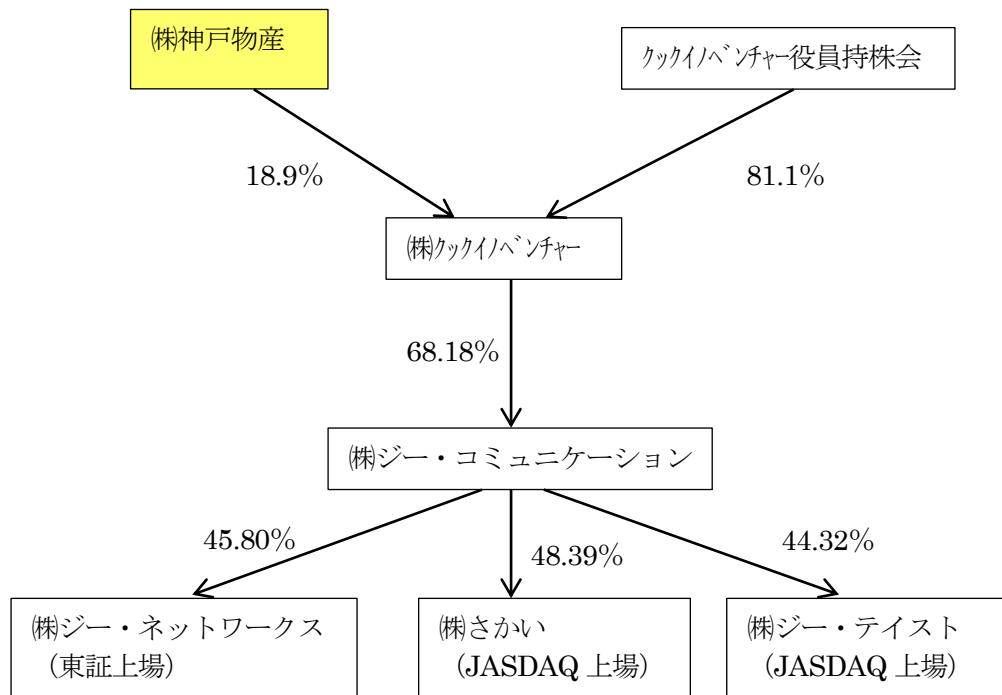 ㈱神戸物産
ｸｯｸｲﾉﾍﾞﾝﾁｬｰ役員持株会
18.9%
81.1%
㈱ｸｯｸｲﾉﾍﾞﾝﾁｬｰ
68.18%
㈱ジー・コミュニケーション
45.80%
48.39%
44.32%
㈱ジー・ネットワークス
（東証上場）
㈱さかい
（JASDAQ 上場）
㈱ジー・テイスト
（JASDAQ 上場）